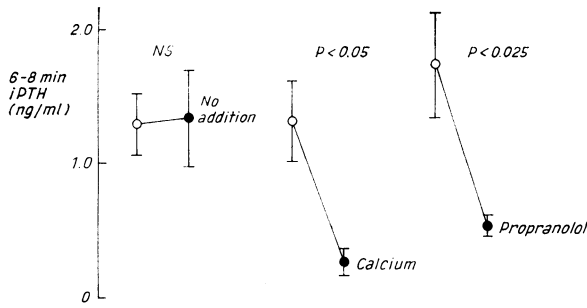 2.0
NS
P < 0.05
P < 0.025
6-8 min
iPTH
(ng/ml)
No
addition
1.0
Calcium
Propranolol
0